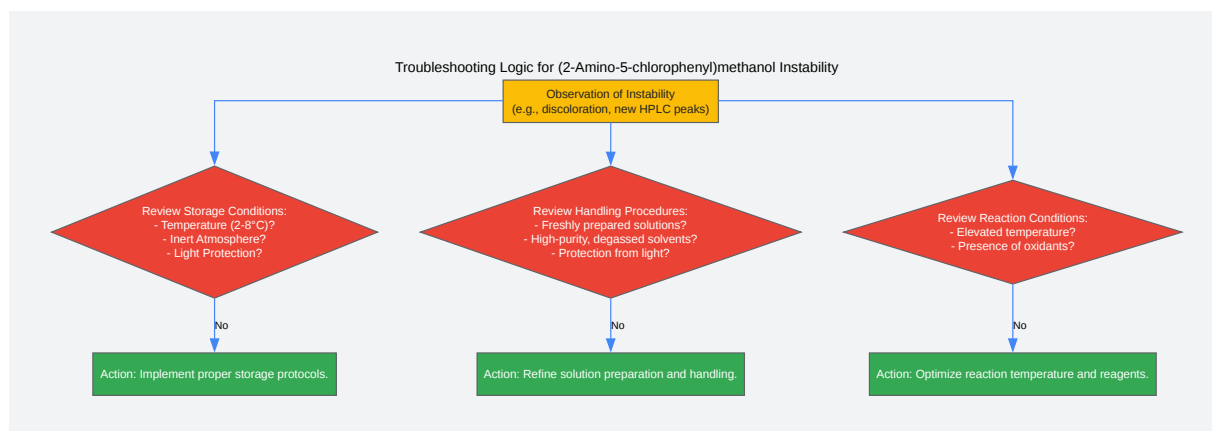 Troubleshooting Logic for (2-Amino-5-chlorophenyl)methanol Instability
Observation of Instability
(e.g., discoloration, new HPLC peaks)
Review Storage Conditions:
- Temperature (2-8°C)?
- Inert Atmosphere?
- Light Protection?
Review Handling Procedures:
- Freshly prepared solutions?
- High-purity, degassed solvents?
- Protection from light?
Review Reaction Conditions:
- Elevated temperature?
- Presence of oxidants?
No
No
No
Action: Implement proper storage protocols.
Action: Refine solution preparation and handling.
Action: Optimize reaction temperature and reagents.